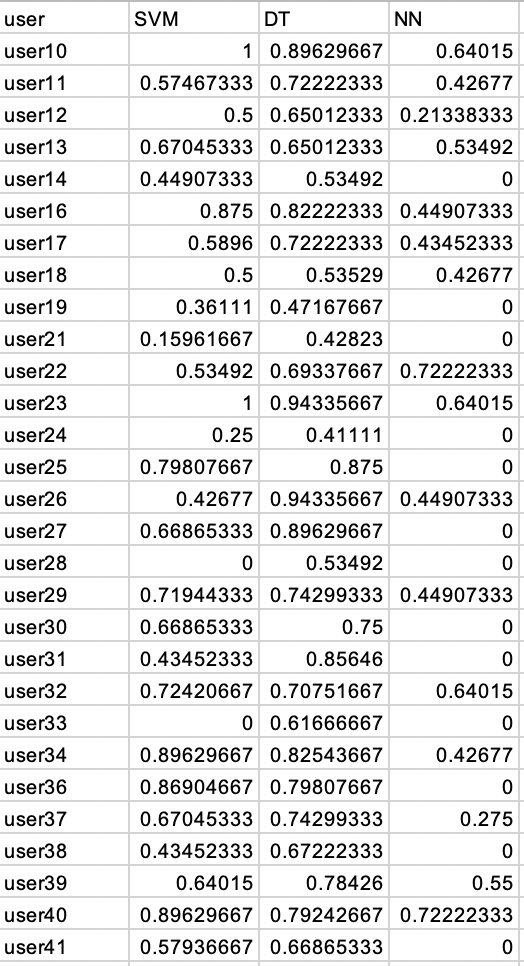 user SVM DT NN
user10 1 0.89629667 0.64015
user11 0.57467333 0.72222333 0.42677
user12 0.5 0.65012333 0.21338333
user13 0.67045333 0.65012333 0.53492
user14 0.44907333 0.53492 0
user16 0.875 0.82222333 0.44907333
user17 0.5896 0.72222333 0.43452333
user18 0.5 0.53529 0.42677
user19 0.36111 0.47167667 0
user21 0.15961667 0.42823 0
user22 0.53492 0.69337667 0.72222333
user23 1 0.94335667 0.64015
user24 0.25 0.41111 0
user25 0.79807667 0.875 0
user26 0.42677 0.94335667 0.44907333
user27 0.66865333 0.89629667 0
user28 0 0.53492 0
user29 0.71944333 0.74299333 0.44907333
user30 0.66865333 0.75 0
user31 0.43452333 0.85646 0
user32 0.72420667 0.70751667 0.64015
user33 0 0.61666667 0
user34 0.89629667 0.82543667 0.42677
user36 0.86904667 0.79807667 0
user37 0.67045333 0.74299333 0.275
user38 0.43452333 0.67222333 0
user39 0.64015 0.78426 0.55
user40 0.89629667 0.79242667 0.72222333
user41 0.57936667 0.66865333 0